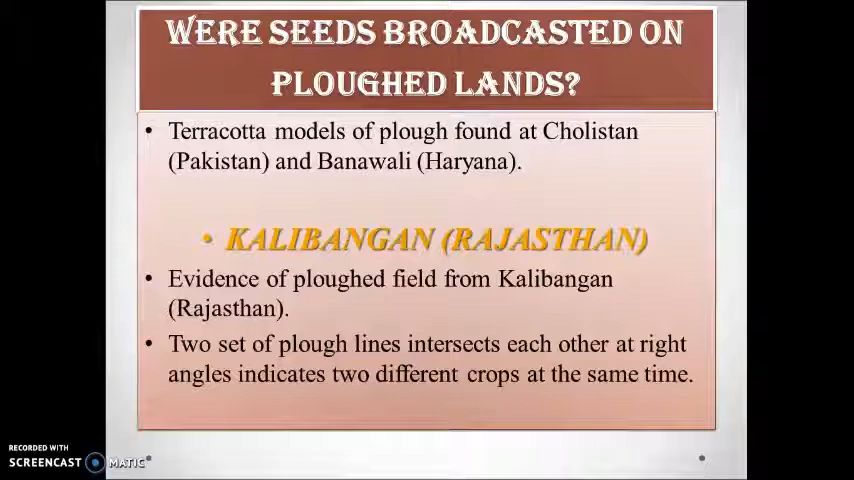 WERE SEEDS BROADCASTED ON
PLOUGHED LANDS?
• Terracotta models of plough found at Cholistan
(Pakistan) and Banawali (Haryana).
• KALIBANGAN (RAJASTHAN)
• Evidence of ploughed field from Kalibangan
(Rajasthan).
• Two set of plough lines intersects each other at right
angles indicates two different crops at the same time.
RECORDED WITH
SCREENCAST MATIC